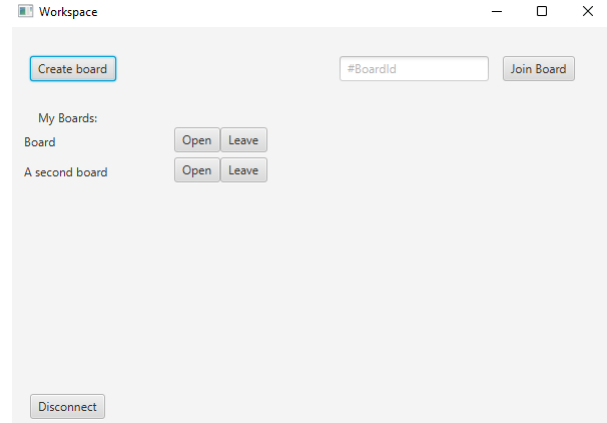 Workspace
Create board #BoardId Join Board
My Boards:
Board Open Leave
A second board Open Leave
Disconnect